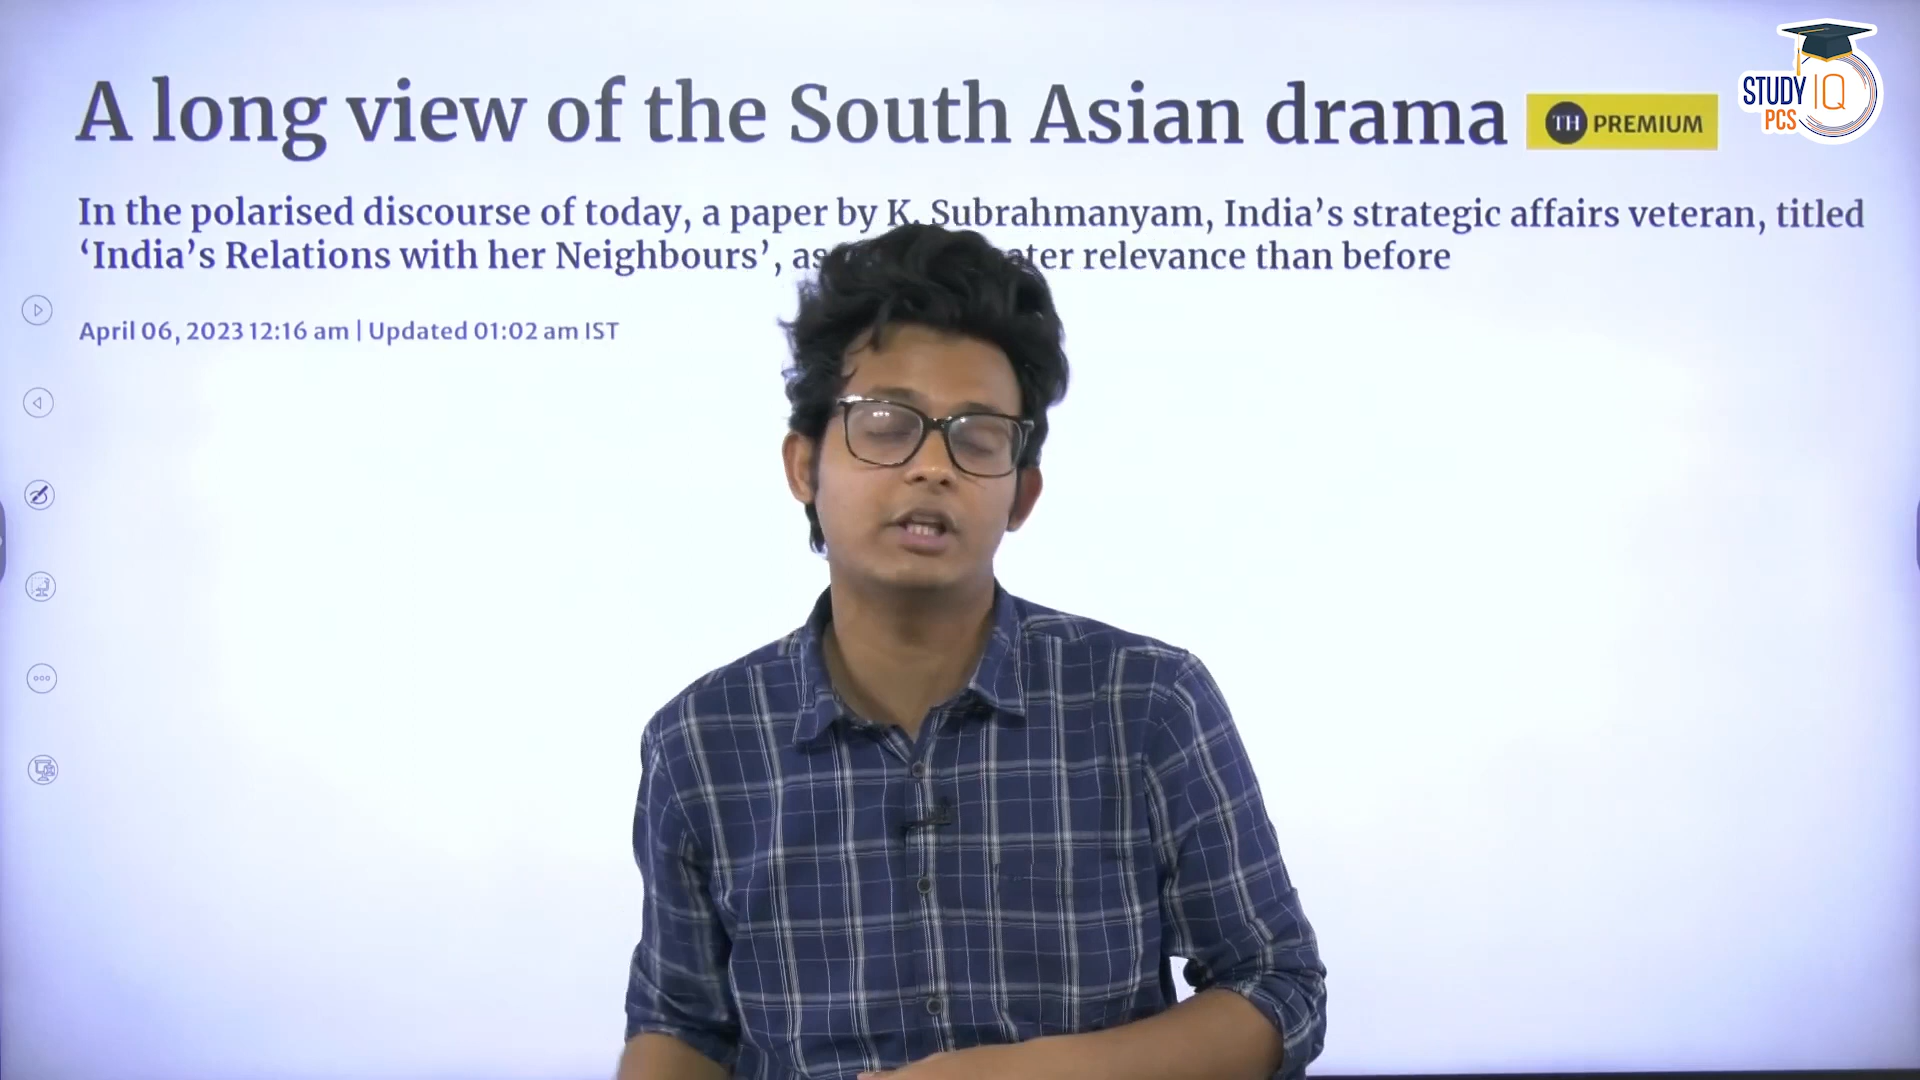 A long view of the South Asian drama TH PREMIUM
STUDY IQ
PCS
In the polarised discourse of today, a paper by K. Subrahmanyam, India’s strategic affairs veteran, titled
‘India’s Relations with her Neighbours’, ater relevance than before
April 06, 2023 12:16 am | Updated 01:02 am IST